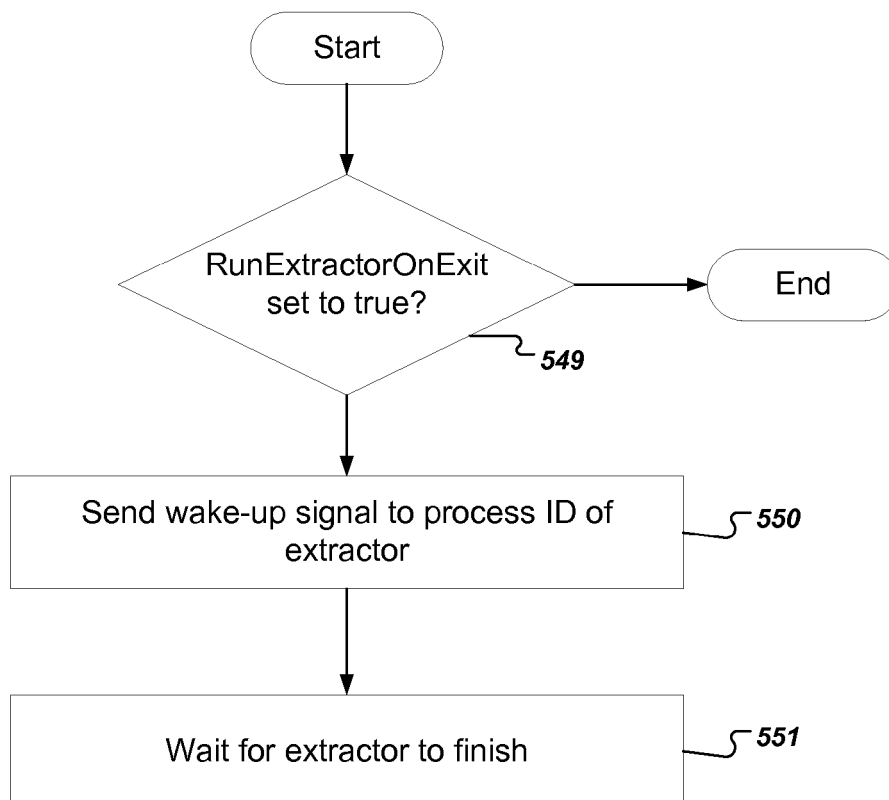 Start
RunExtractorOnExit
set to true?
End
549
Send wake-up signal to process ID of
extractor
550
Wait for extractor to finish
551